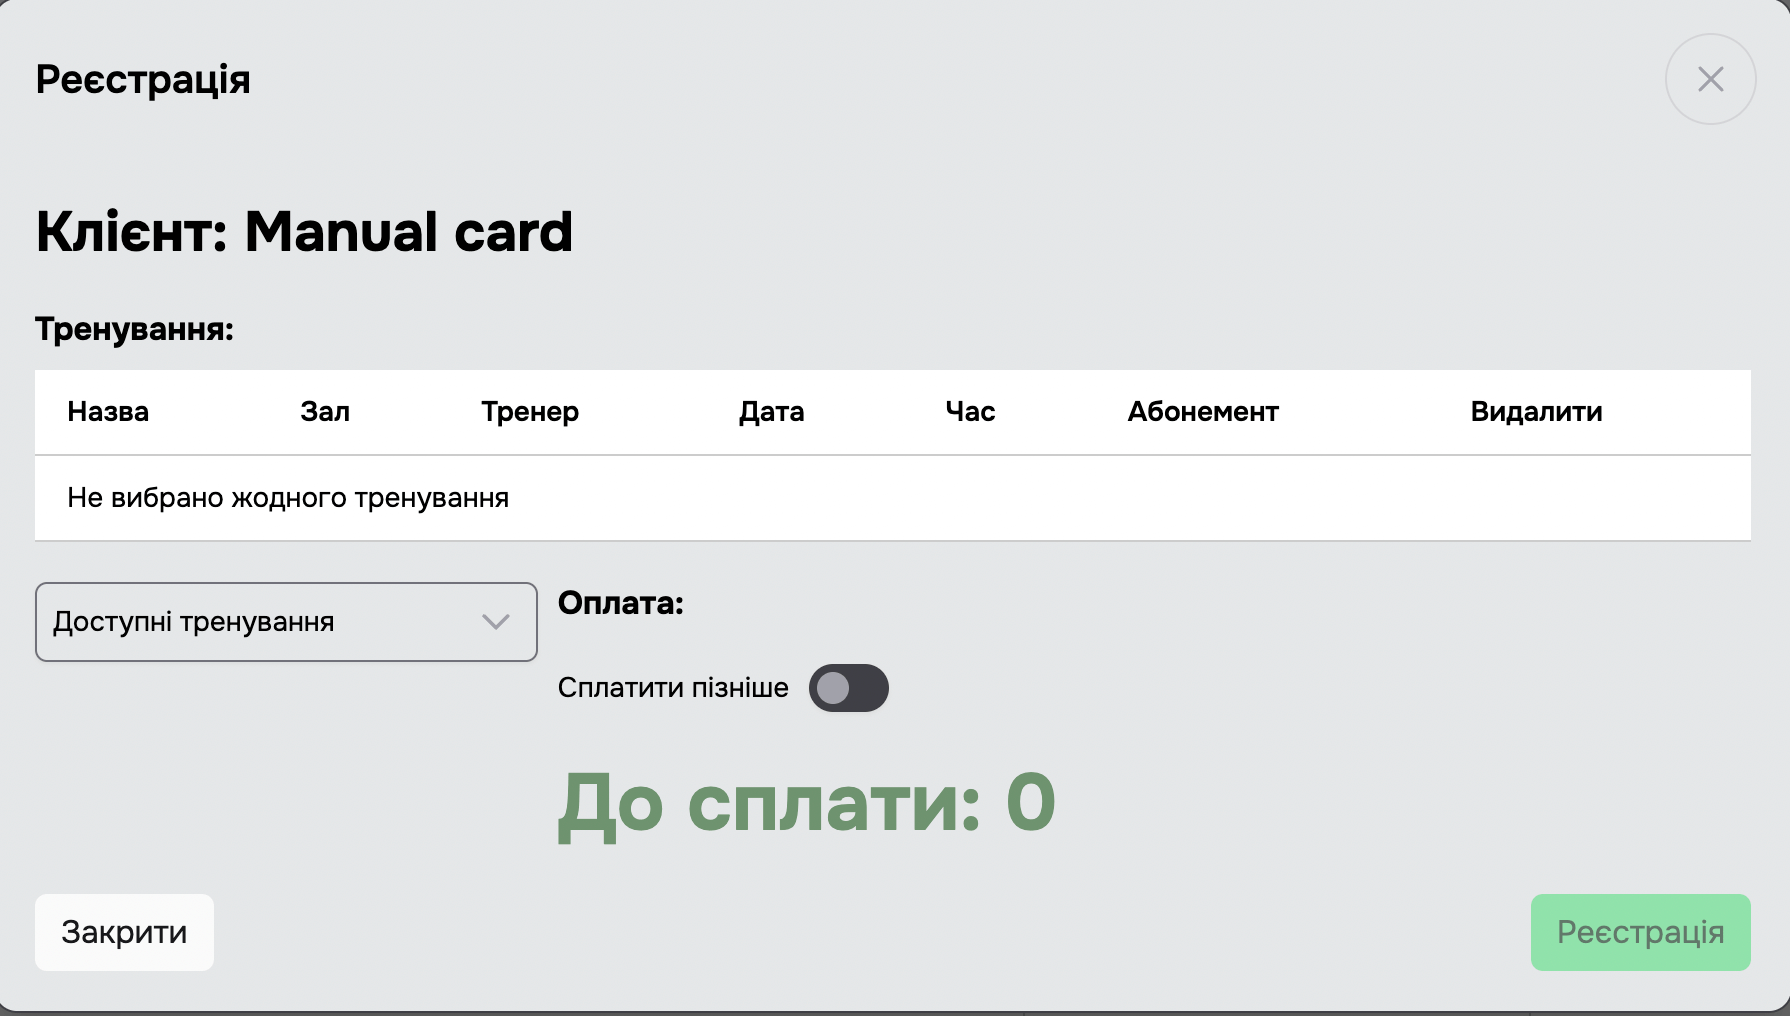 Реєстрація
Клієнт: Manual card
Тренування:
Назва Зал Тренер Дата Час Абонемент Видалити
Не вибрано жодного тренування
Доступні тренування
Оплата:
Сплатити пізніше
До сплати: 0
Закрити
Реєстрація